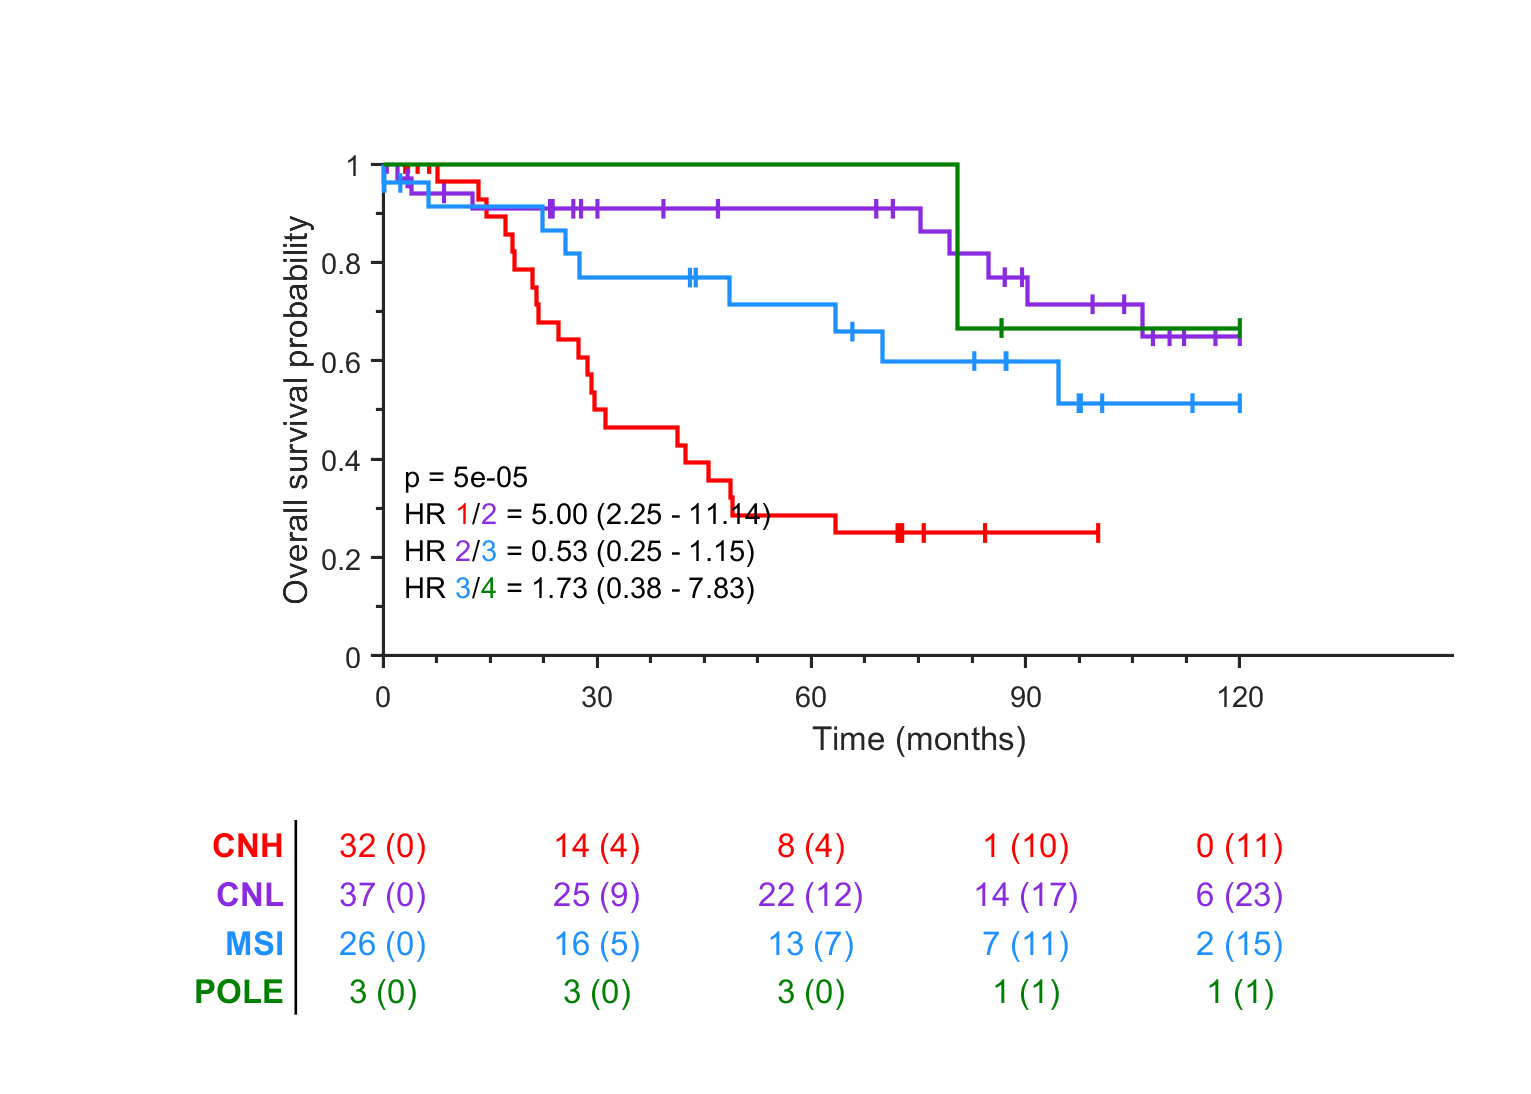 Overall survival probability
1
0.8
0.6
0.4
0.2
0
p = 5e-05
HR 1/2 = 5.00 (2.25 - 11.14)
HR 2/3 = 0.53 (0.25 - 1.15)
HR 3/4 = 1.73 (0.38 - 7.83)
0 30 60 90 120
Time (months)
CNH 32 (0) 14 (4) 8 (4) 1 (10) 0 (11)
CNL 37 (0) 25 (9) 22 (12) 14 (17) 6 (23)
MSI 26 (0) 16 (5) 13 (7) 7 (11) 2 (15)
POLE 3 (0) 3 (0) 3 (0) 1 (1) 1 (1)